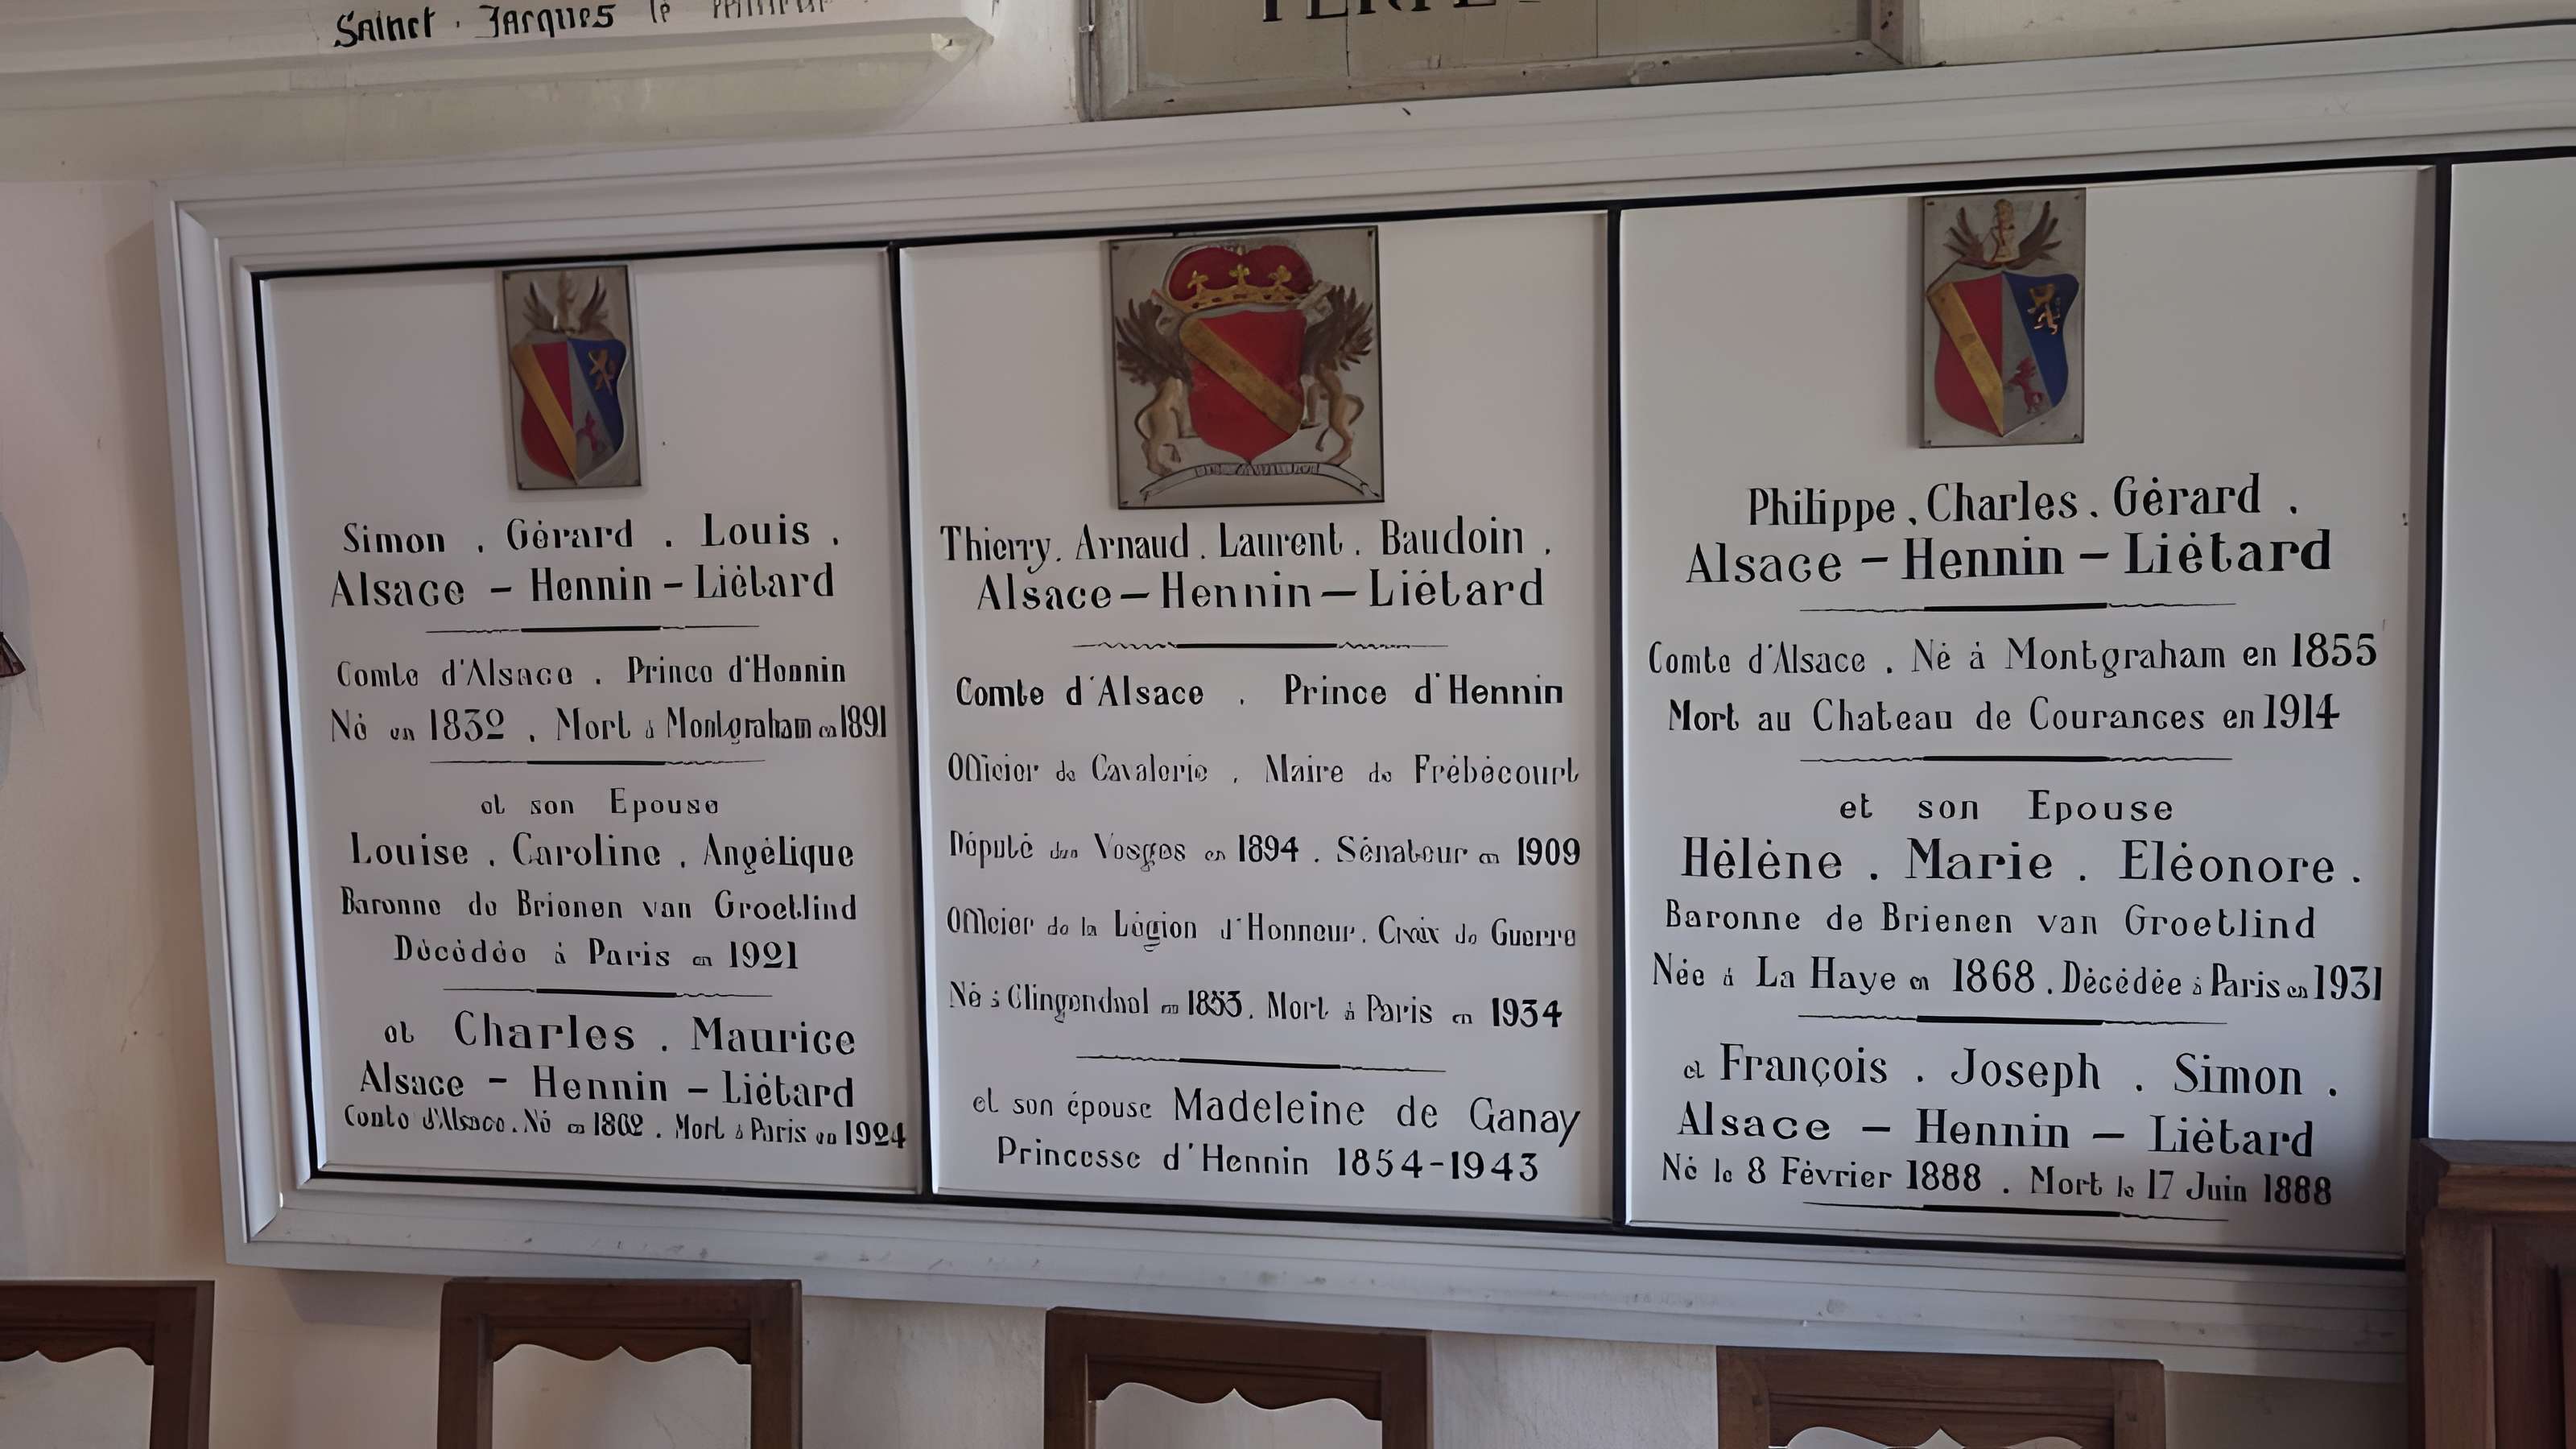 Sainct . Jacques le
Simon . Gérard . Louis .
Alsace – Hennin – Liétard
Comte d'Alsace . Prince d'Hennin
Né en 1832 . Mort à Montgraham en 1891
et son Epouse
Louise . Caroline . Angélique
Baronne de Brienen van Groetlind
Décédée à Paris en 1921
et Charles . Maurice
Alsace – Hennin – Liétard
Comte d'Alsace . Né en 1862 . Mort à Paris en 1924
Thierry . Arnaud . Laurent . Baudoin .
Alsace – Hennin – Liétard
Comte d'Alsace . Prince d'Hennin
Officier de Cavalerie . Maire de Frébécourt
Député des Vosges en 1894 . Sénateur en 1909
Officier de la Légion d'Honneur . Croix de Guerre
Né à Clingendaal en 1853 . Mort à Paris en 1934
et son épouse Madeleine de Ganay
Princesse d'Hennin 1854-1943
Philippe . Charles . Gérard .
Alsace – Hennin – Liétard
Comte d'Alsace . Né à Montgraham en 1855
Mort au Chateau de Courances en 1914
et son Epouse
Hélène . Marie . Eléonore .
Baronne de Brienen van Groetlind
Née à La Haye en 1868 . Décédée à Paris en 1931
et François . Joseph . Simon .
Alsace – Hennin – Liétard
Né le 8 Février 1888 . Mort le 17 Juin 1888